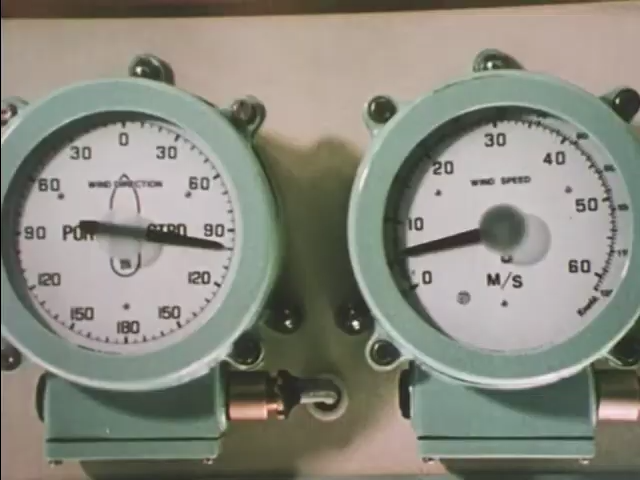 0
30 30
60 60
WIND DIRECTION
90 PORT STBD 90
120 120
150 150
180
0 10 20 30 40 50 60
WIND SPEED
M/S